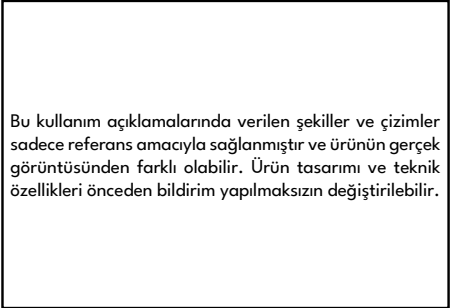 Bu kullanım açıklamalarında verilen şekiller ve çizimler
sadece referans amacıyla sağlanmıştır ve ürünün gerçek
görüntüsünden farklı olabilir. Ürün tasarımı ve teknik
özellikleri önceden bildirim yapılmaksızın değiştirilebilir.